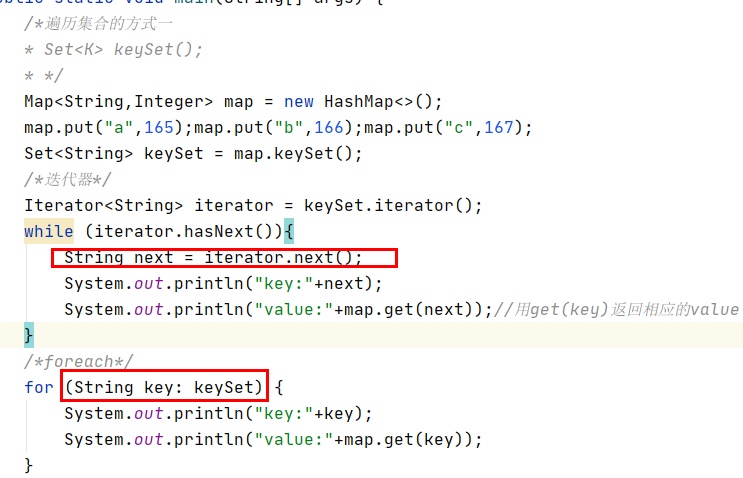 public static void main(String[] args) {
/*遍历集合的方式一
* Set<K> keySet();
* */
Map<String,Integer> map = new HashMap<>();
map.put("a",165);map.put("b",166);map.put("c",167);
Set<String> keySet = map.keySet();
/*迭代器*/
Iterator<String> iterator = keySet.iterator();
while (iterator.hasNext()){
String next = iterator.next();
System.out.println("key:"+next);
System.out.println("value:"+map.get(next));//用get(key)返回相应的value
}
/*foreach*/
for (String key: keySet) {
System.out.println("key:"+key);
System.out.println("value:"+map.get(key));
}